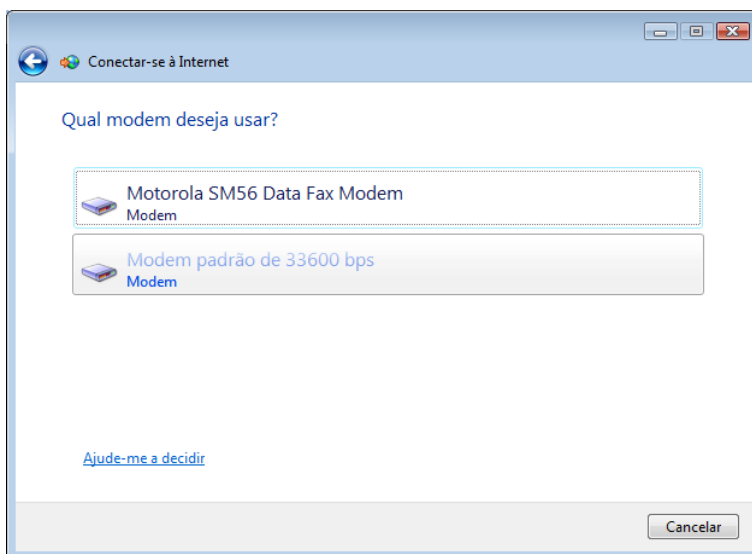 Conectar-se à Internet
Qual modem deseja usar?
Motorola SM56 Data Fax Modem
Modem
Modem padrão de 33600 bps
Modem
Ajude-me a decidir
Cancelar